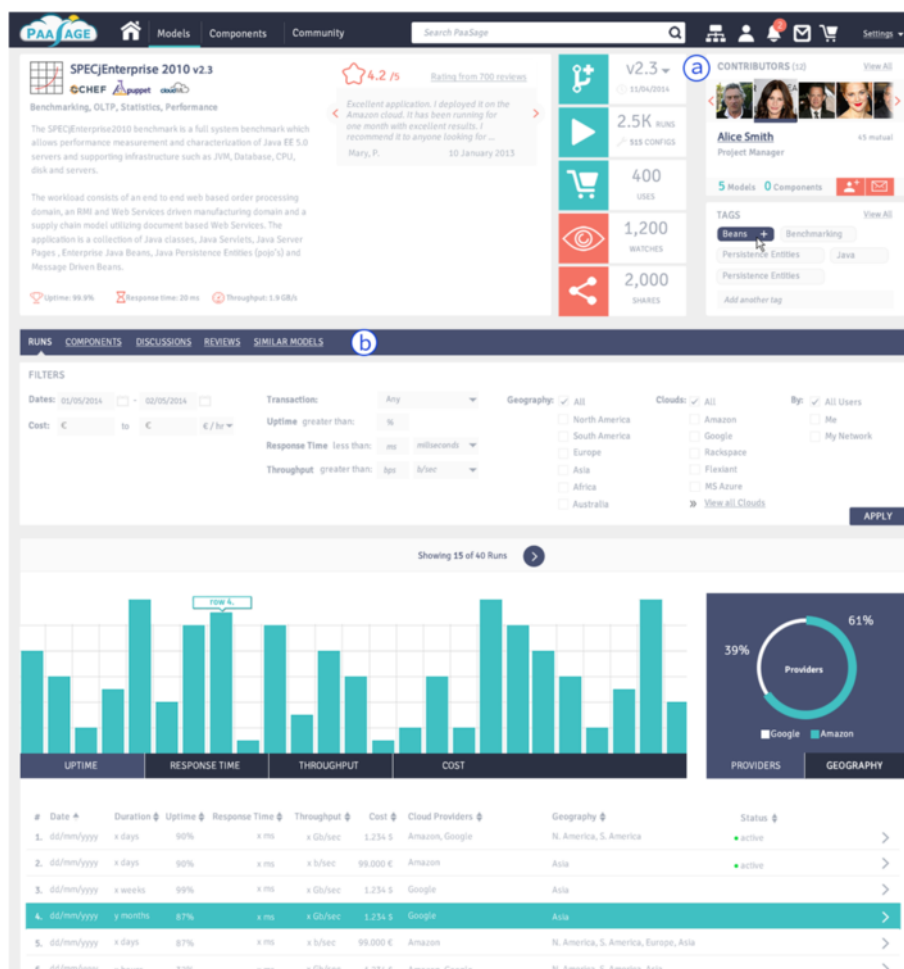 PAASAGE
Models Components Community Search PaaSage 2 Settings
SPECjEnterprise 2010 v2.3
CHEF puppet cloudify
Benchmarking, OLTP, Statistics, Performance
The SPECjEnterprise2010 benchmark is a full system benchmark which
allows performance measurement and characterization of Java EE 5.0
servers and supporting infrastructure such as JVM, Database, CPU,
disk and servers.
The workload consists of an end to end web based order processing
domain, an RMI and Web Services driven manufacturing domain and a
supply chain model utilizing document based Web Services. The
application is a collection of Java classes, Java Servlets, Java Server
Pages , Enterprise Java Beans, Java Persistence Entities (pojo's) and
Message Driven Beans.
Uptime: 99.9% Response time: 20 ms Throughput: 1.9 GB/s
4.2 /5 Rating from 700 reviews
Excellent application. I deployed it on the
Amazon cloud. It has been running for
one month with excellent results. I
recommend it to anyone looking for ...
Mary, P. 10 January 2013
v2.3
11/04/2014
2.5K RUNS
515 CONFIGS
400
USES
1,200
WATCHES
2,000
SHARES
a
CONTRIBUTORS (12) View All
Alice Smith 45 mutual
Project Manager
5 Models 0 Components
TAGS View All
Beans + Benchmarking
Persistence Entities Java
Persistence Entities
Add another tag
RUNS COMPONENTS DISCUSSIONS REVIEWS SIMILAR MODELS b
FILTERS
Dates: 01/05/2014 - 02/05/2014
Cost: € to € € / hr
Transaction: Any
Uptime greater than: %
Response Time less than: ms miliseconds
Throughput greater than: bps b/sec
Geography: All
North America
South America
Europe
Asia
Africa
Australia
Clouds: All
Amazon
Google
Rackspace
Flexiant
MS Azure
View all Clouds
By: All Users
Me
My Network
APPLY
Showing 15 of 40 Runs
row 4.
UPTIME RESPONSE TIME THROUGHPUT COST
61%
39%
Providers
Google Amazon
PROVIDERS GEOGRAPHY
# Date Duration Uptime Response Time Throughput Cost Cloud Providers Geography Status
1. dd/mm/yyyy x days 90% x ms x Gb/sec 1.234 $ Amazon, Google N. America, S. America active
2. dd/mm/yyyy x days 90% x ms x b/sec 99.000 € Amazon Asia active
3. dd/mm/yyyy x weeks 99% x ms x Gb/sec 1.234 $ Google Asia
4. dd/mm/yyyy y months 87% x ms x Gb/sec 1.234 $ Google Asia
5. dd/mm/yyyy x days 87% x ms x b/sec 99.000 € Amazon N. America, S. America, Europe, Asia